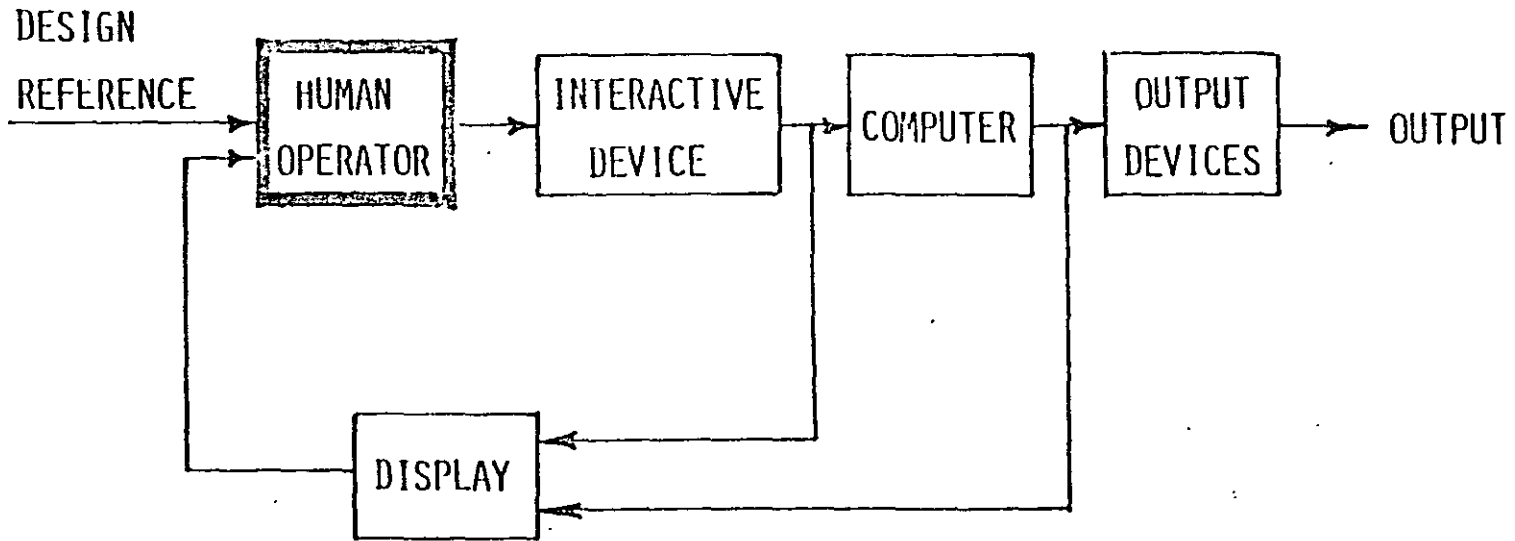 DESIGN
REFERENCE
HUMAN
OPERATOR
INTERACTIVE
DEVICE
COMPUTER
OUTPUT
DEVICES
OUTPUT
DISPLAY